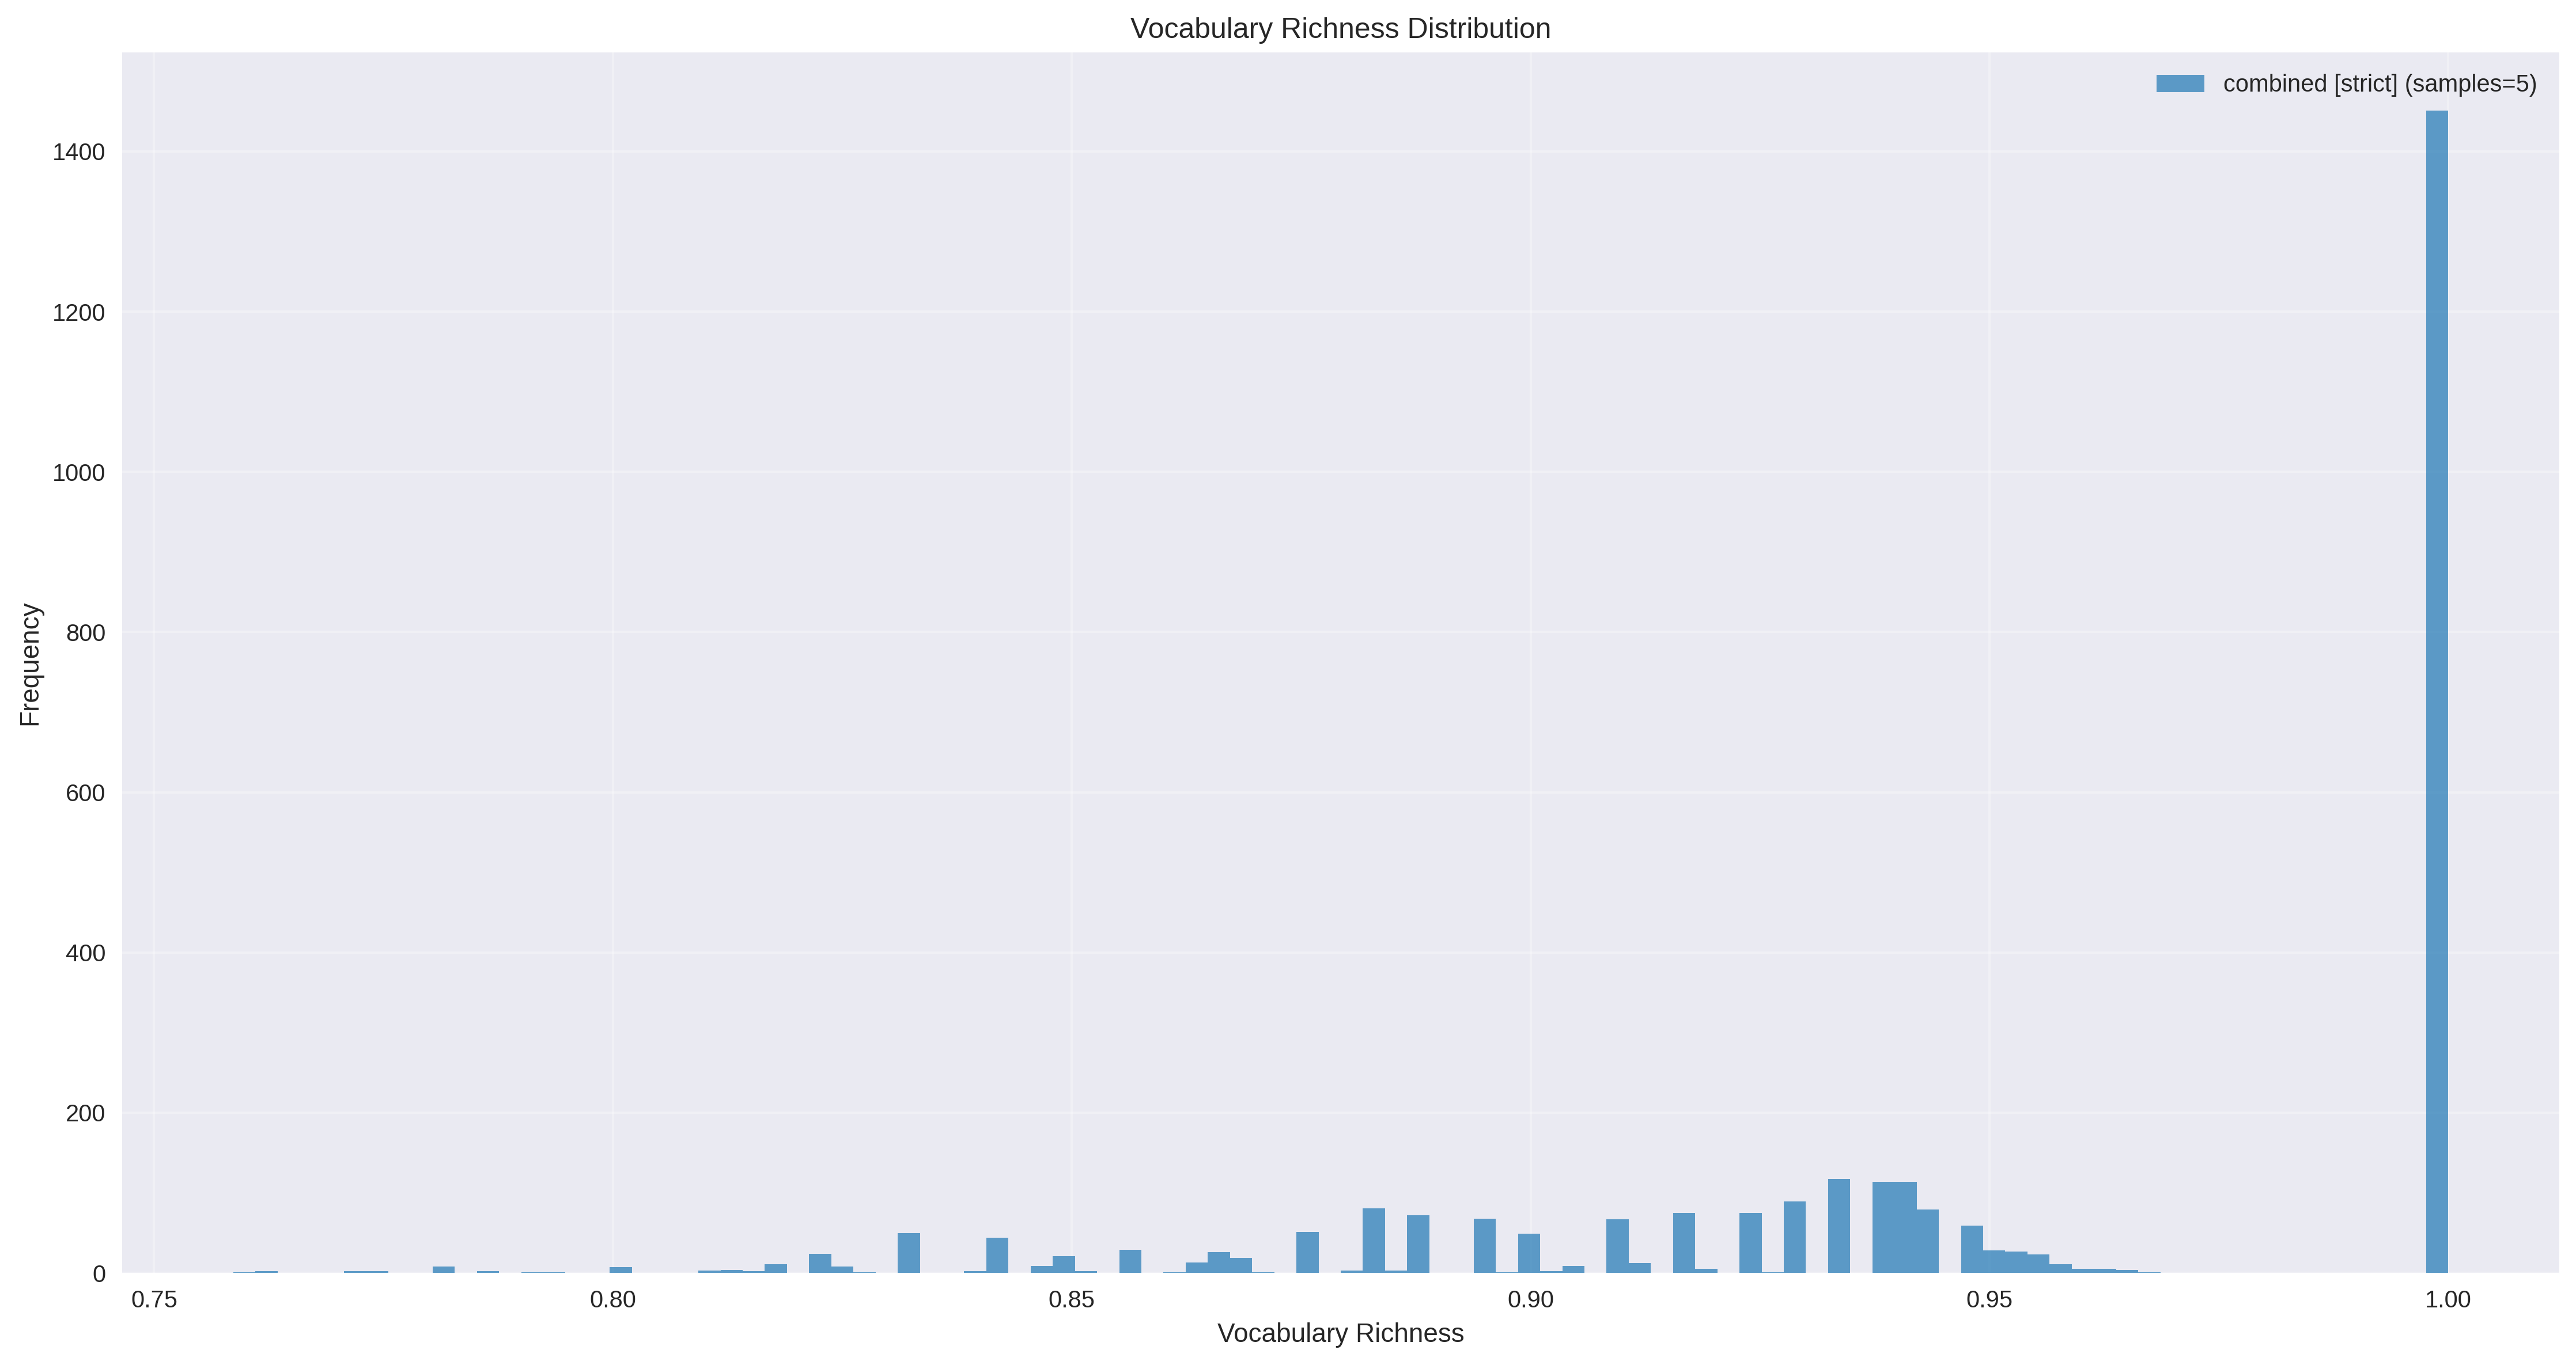 Vocabulary Richness Distribution
combined [strict] (samples=5)
1400
1200
1000
800
600
400
200
0
Frequency
0.75 0.80 0.85 0.90 0.95 1.00
Vocabulary Richness